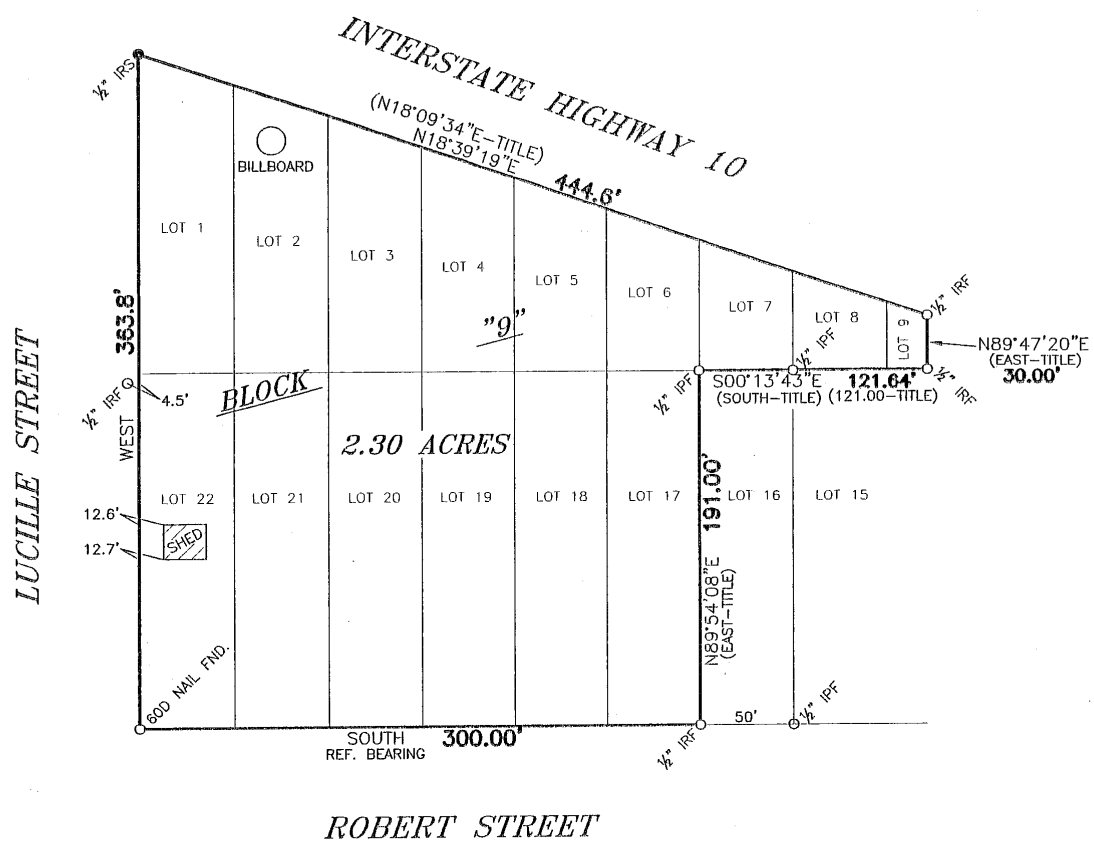 INTERSTATE HIGHWAY 10
(N18°09'34"E-TITLE)
N18°39'19"E
444.6'
½" IRS
BILLBOARD
LOT 1
LOT 2
LOT 3
LOT 4
LOT 5
LOT 6
LOT 7
LOT 8
LOT 9
½" IRF
N89°47'20"E
(EAST-TITLE)
30.00'
½" IRF
½" IPF
S00°13'43"E
121.64'
(SOUTH-TITLE) (121.00-TITLE)
½" IPF
"9"
BLOCK
363.8'
WEST
4.5'
½" IRF
LUCILLE STREET
2.30 ACRES
LOT 22
LOT 21
LOT 20
LOT 19
LOT 18
LOT 17
LOT 16
LOT 15
12.6'
12.7'
SHED
191.00'
N89°54'08"E
(EAST-TITLE)
60D NAIL FND.
SOUTH
300.00'
REF. BEARING
½" IRF
50'
½" IPF
ROBERT STREET